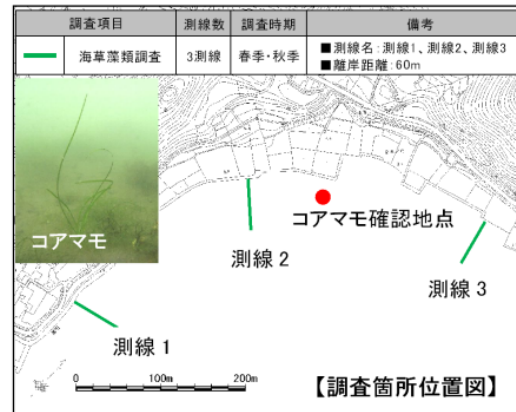 調査項目 測線数 調査時期 備考
海草藻類調査 3測線 春季・秋季 ■測線名:測線1、測線2、測線3
■離岸距離:60m
コアマモ
コアマモ確認地点
測線2
測線3
測線1
0 100m 200m
【調査箇所位置図】